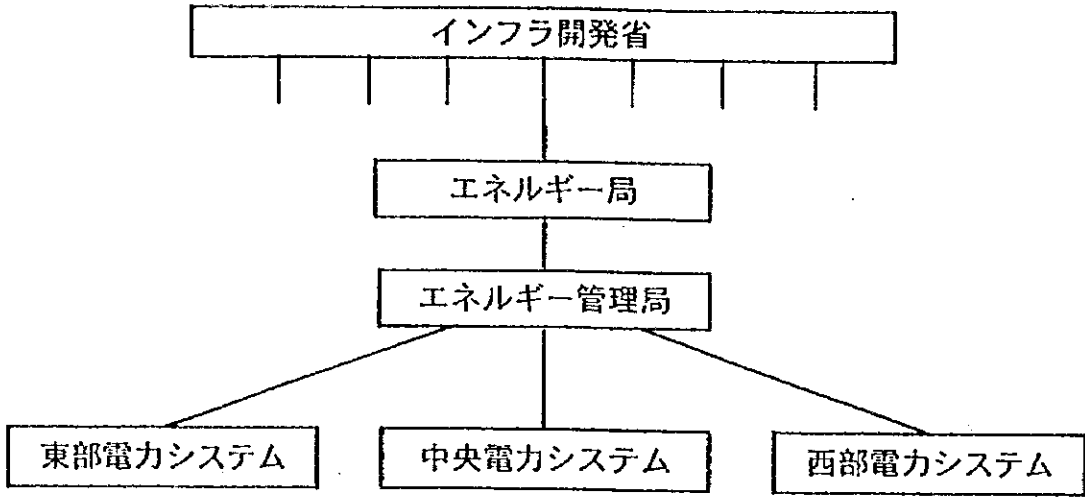 インフラ開発省
エネルギー局
エネルギー管理局
東部電力システム
中央電力システム
西部電力システム